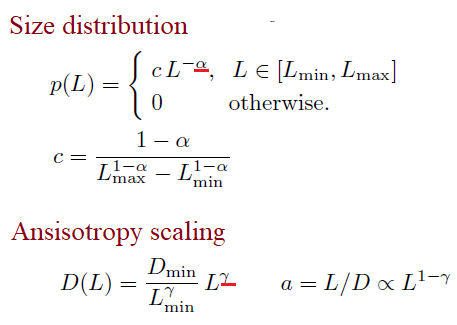 Size distribution
p(L) = { c L^{-α}, L ∈ [L_min, L_max]
0 otherwise.
c = (1 − α) / (L_max^{1−α} − L_min^{1−α})
Ansisotropy scaling
D(L) = (D_min / L_min^γ) L^γ a = L/D ∝ L^{1−γ}